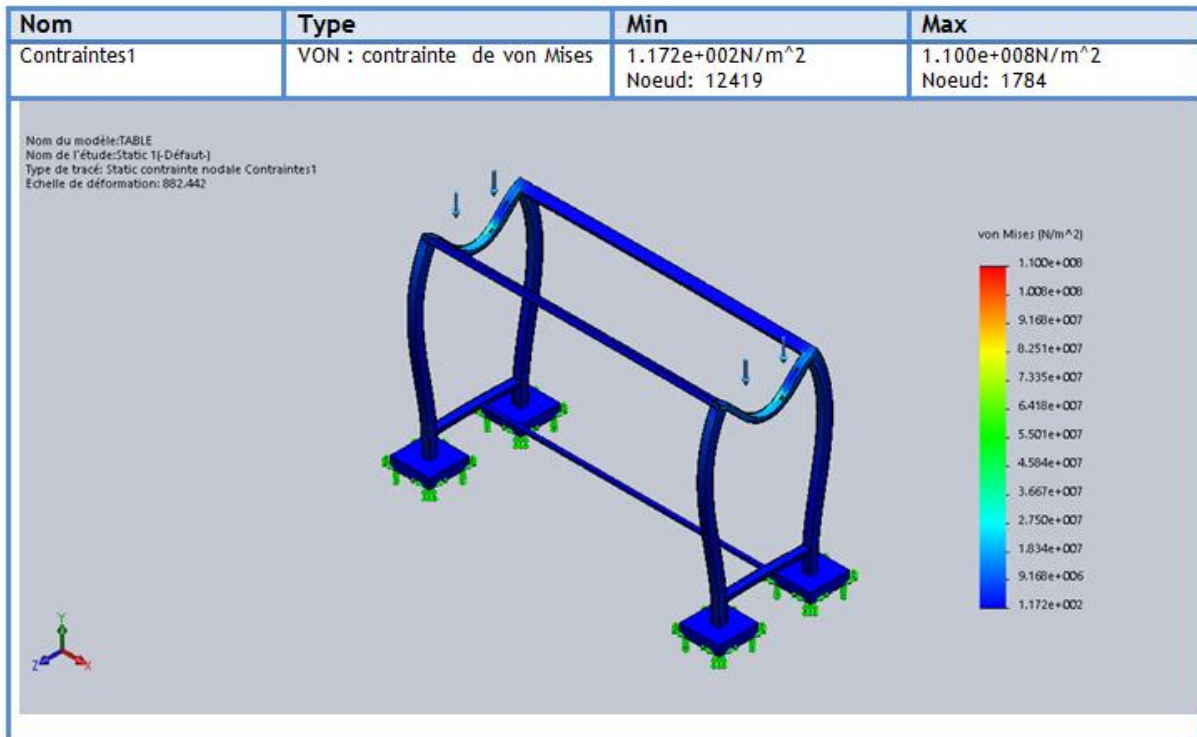 Nom Type Min Max
Contraintes1 VON : contrainte de von Mises 1.172e+002N/m^2 1.100e+008N/m^2
Noeud: 12419 Noeud: 1784
Nom du modèle:TABLE
Nom de l'étude:Static 1(-Défaut-)
Type de tracé: Static contrainte nodale Contraintes1
Echelle de déformation: 882.442
von Mises (N/m^2)
1.100e+008
1.008e+008
9.168e+007
8.251e+007
7.335e+007
6.418e+007
5.501e+007
4.584e+007
3.667e+007
2.750e+007
1.834e+007
9.168e+006
1.172e+002
Y
Z X